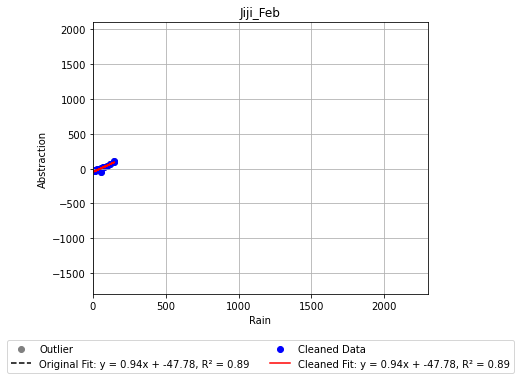 Jiji_Feb
2000
1500
1000
500
0
−500
−1000
−1500
Abstraction
0 500 1000 1500 2000
Rain
Outlier Cleaned Data
Original Fit: y = 0.94x + -47.78, R² = 0.89 Cleaned Fit: y = 0.94x + -47.78, R² = 0.89